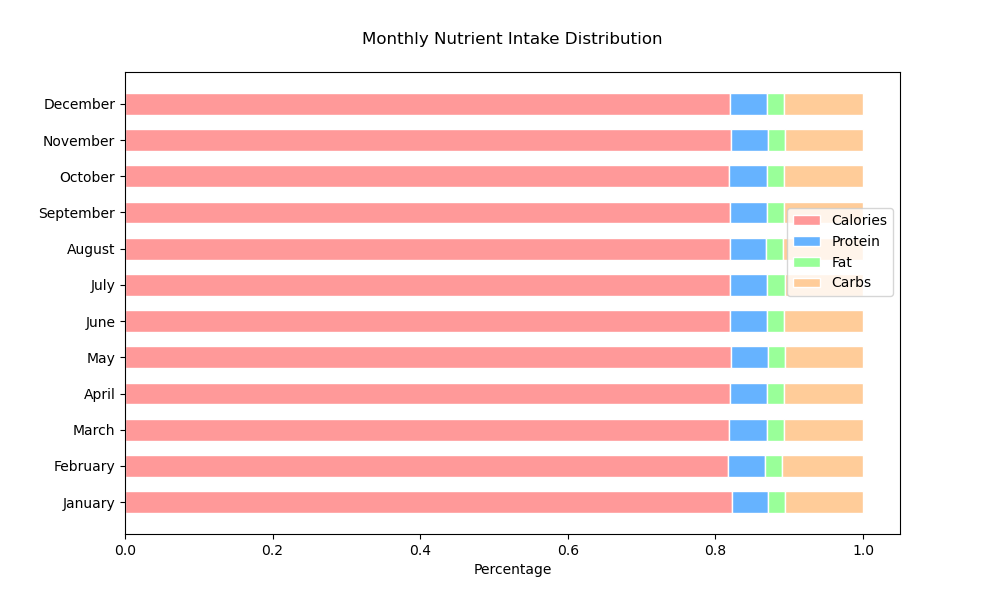 Monthly Nutrient Intake Distribution
December
November
October
September
August
July
June
May
April
March
February
January
Calories
Protein
Fat
Carbs
0.0 0.2 0.4 0.6 0.8 1.0
Percentage